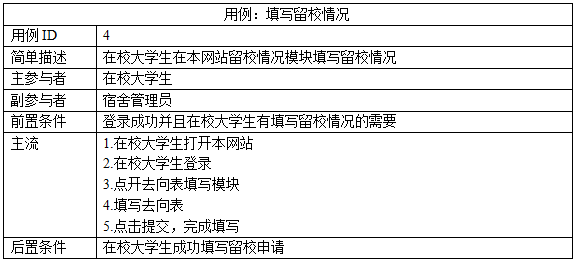 用例：填写留校情况
用例 ID 4
简单描述 在校大学生在本网站留校情况模块填写留校情况
主参与者 在校大学生
副参与者 宿舍管理员
前置条件 登录成功并且在校大学生有填写留校情况的需要
主流 1.在校大学生打开本网站
2.在校大学生登录
3.点开去向表填写模块
4.填写去向表
5.点击提交，完成填写
后置条件 在校大学生成功填写留校申请